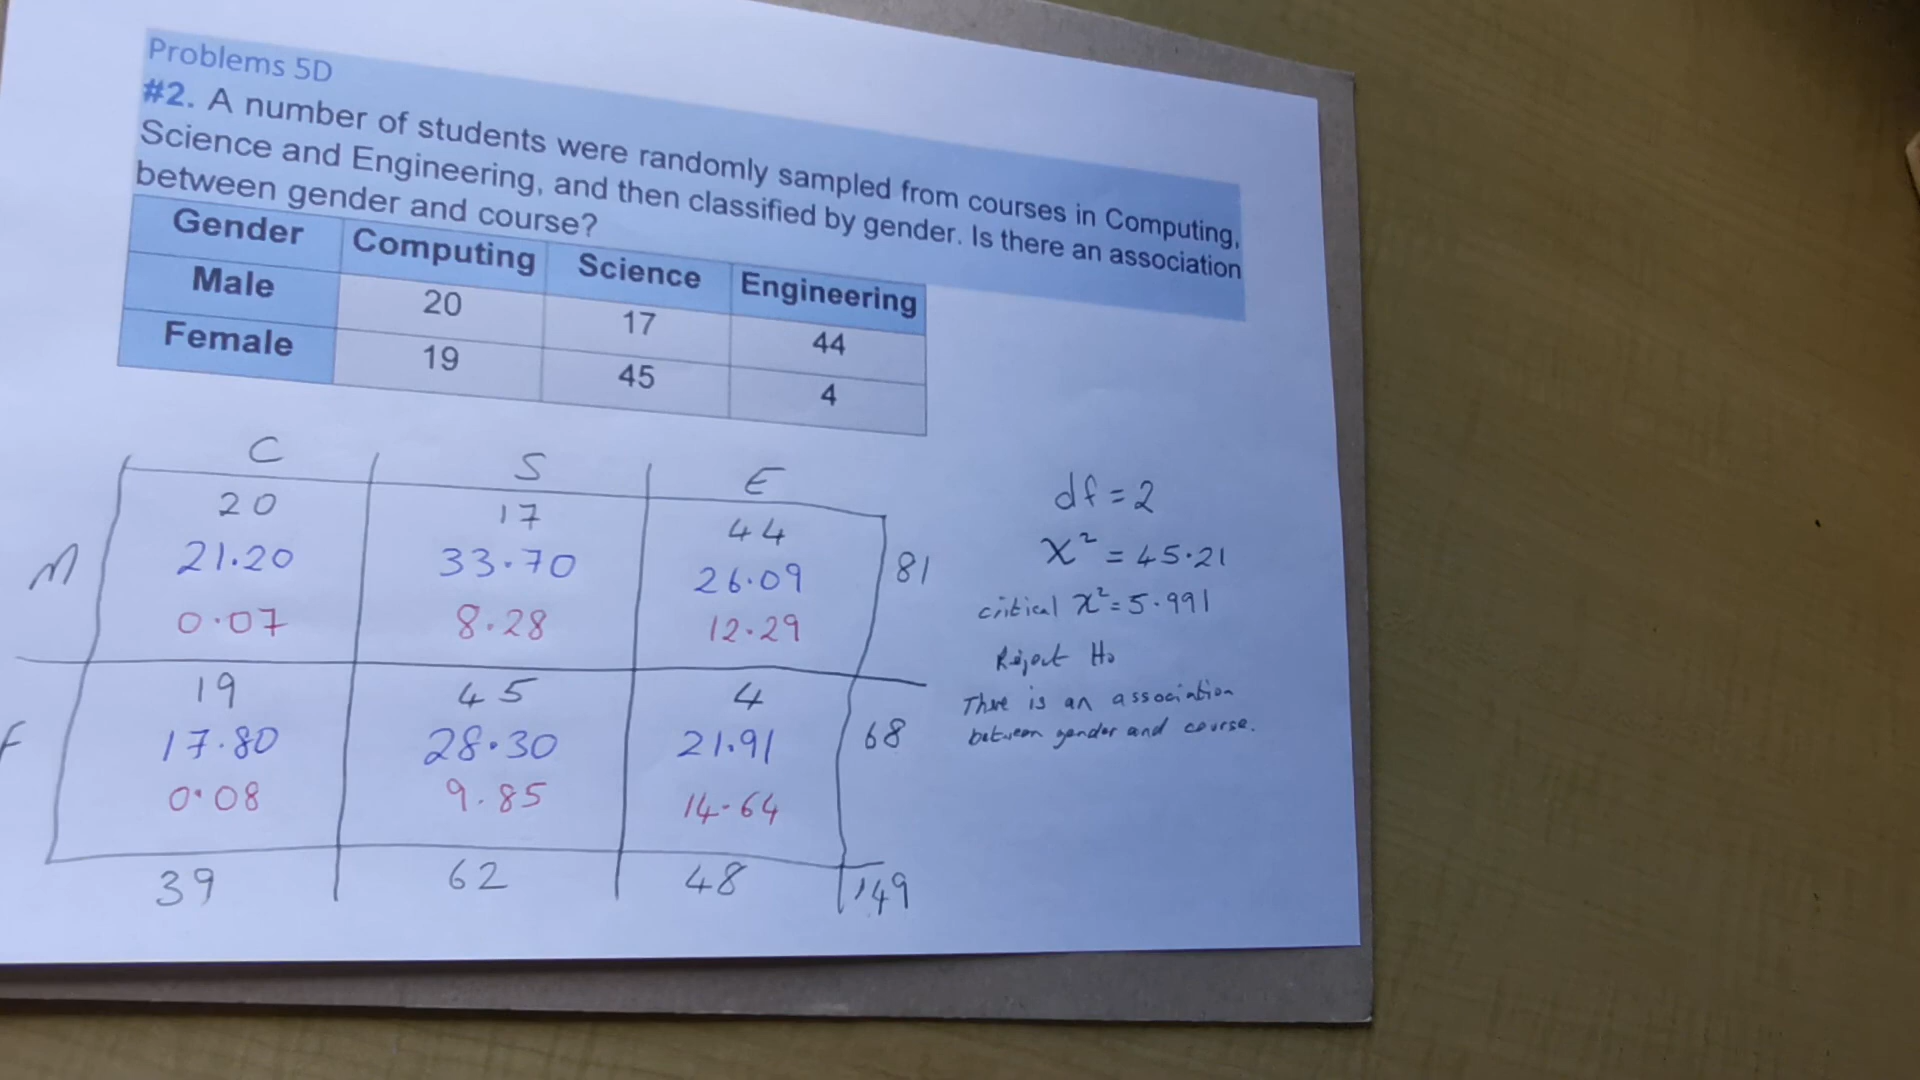 Problems 5D
#2. A number of students were randomly sampled from courses in Computing,
Science and Engineering, and then classified by gender. Is there an association
between gender and course?
Gender Computing Science Engineering
Male 20 17 44
Female 19 45 4
C S E
20 17 44
M 21.20 33.70 26.09 81
0.07 8.28 12.29
19 45 4
F 17.80 28.30 21.91 68
0.08 9.85 14.64
39 62 48 149
df = 2
χ² = 45.21
critical χ² = 5.991
Reject H₀
There is an association
between gender and course.